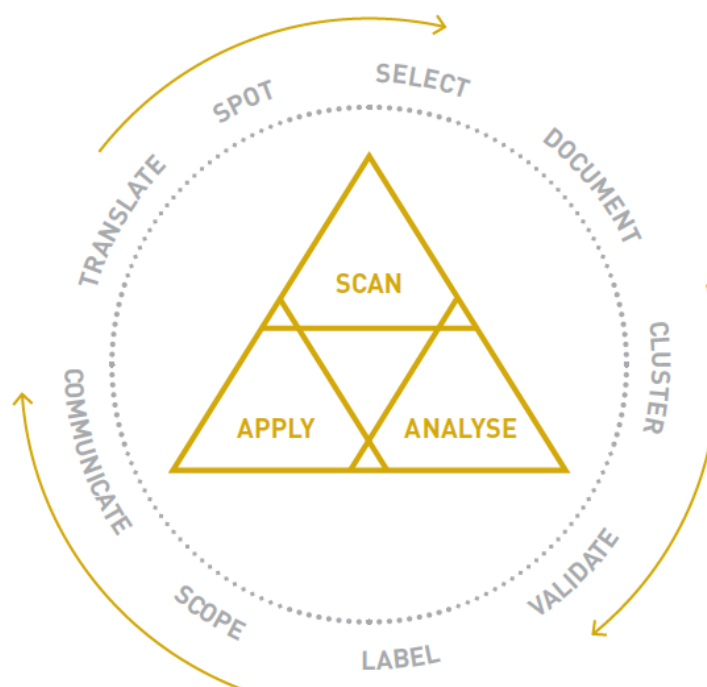 SPOT
SELECT
DOCUMENT
CLUSTER
VALIDATE
LABEL
SCOPE
COMMUNICATE
TRANSLATE
SCAN
APPLY
ANALYSE